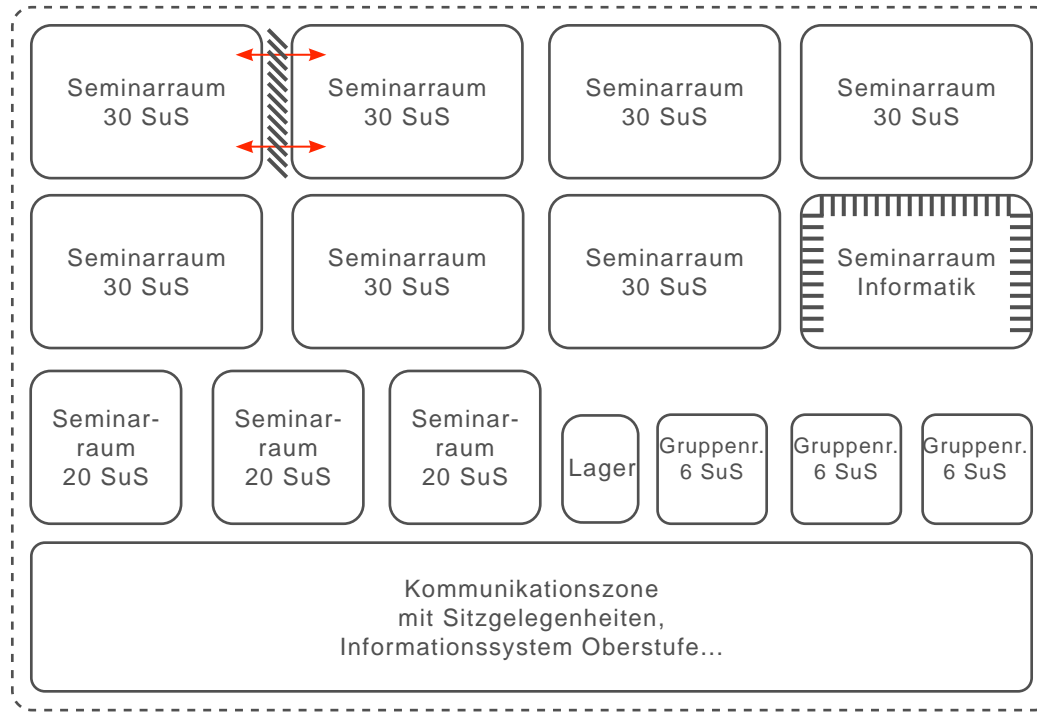 Seminarraum
30 SuS
Seminarraum
30 SuS
Seminarraum
30 SuS
Seminarraum
30 SuS
Seminarraum
30 SuS
Seminarraum
30 SuS
Seminarraum
30 SuS
Seminarraum
Informatik
Seminar-
raum
20 SuS
Seminar-
raum
20 SuS
Seminar-
raum
20 SuS
Lager
Gruppenr.
6 SuS
Gruppenr.
6 SuS
Gruppenr.
6 SuS
Kommunikationszone
mit Sitzgelegenheiten,
Informationssystem Oberstufe...